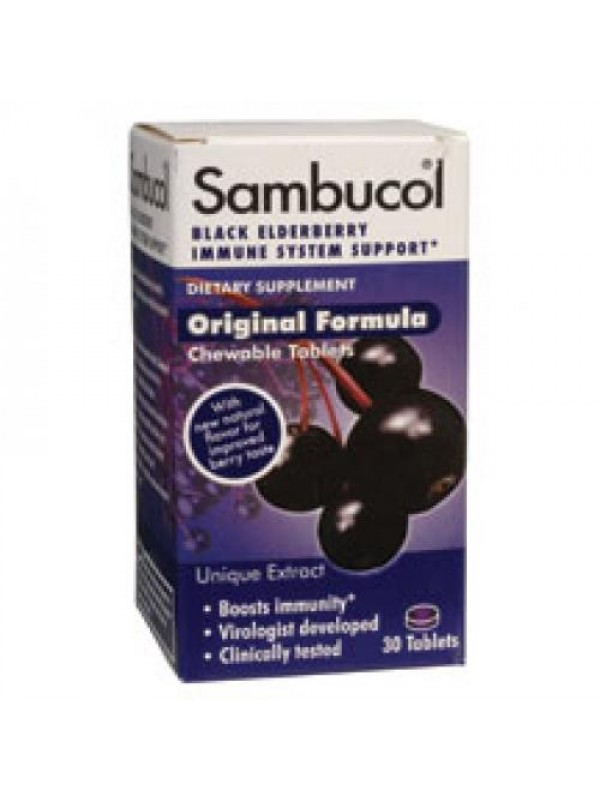 Sambucol®
BLACK ELDERBERRY
IMMUNE SYSTEM SUPPORT*
DIETARY SUPPLEMENT
Original Formula
Chewable Tablets
With
new natural
flavor for
improved
berry taste
Unique Extract
• Boosts immunity*
• Virologist developed
• Clinically tested
30 Tablets